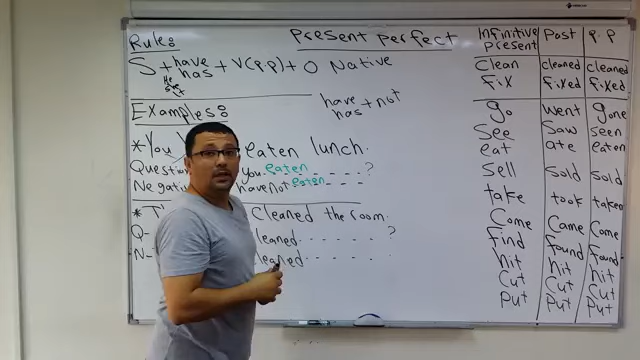 Rule:
Present perfect
S + have + V(p.p) + O Native
has
He
She
It
have + not
has
Examples:
* You eaten lunch.
Question you eaten - - - ?
Negati have not eaten - - - -
* T cleaned the room.
Q- leaned - - - - - - ?
N- leaned - - - - - - -
Infinitive Past P.P
Present
Clean cleaned cleaned
Fix Fixed Fixed
go went gone
See Saw seen
eat ate eaten
Sell Sold Sold
take took taken
Come Came Come
find found found
hit hit hit
Cut Cut Cut
Put Put Put